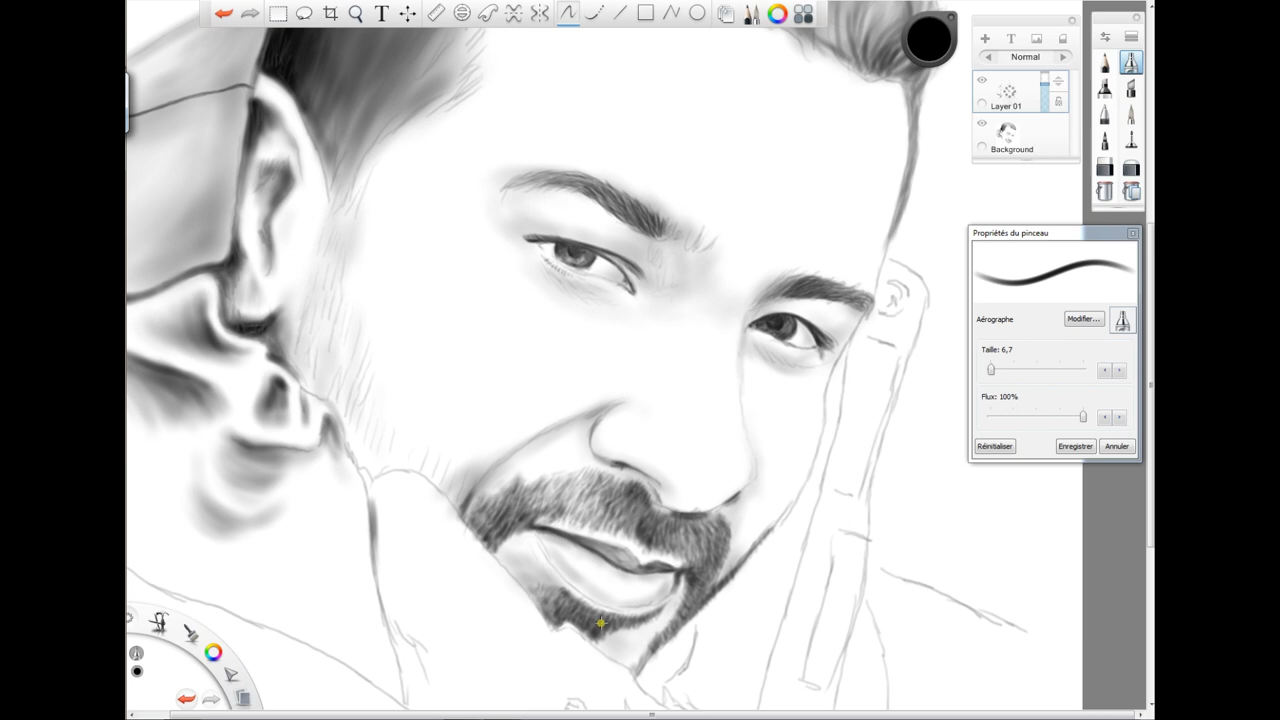 T
T
Normal
Layer 01
Background
Propriétés du pinceau
Aérographe
Modifier...
Taille: 6,7
Flux: 100%
Réinitialiser
Enregistrer
Annuler